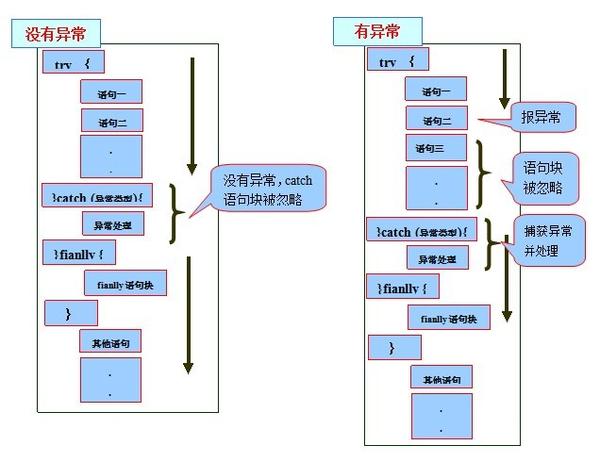 没有异常
try {
语句一
语句二
.
.
}catch (异常类型){
异常处理
}fianlly {
fianlly 语句块
}
其他语句
.
.
没有异常，catch
语句块被忽略
有异常
try {
语句一
语句二
语句三
.
.
}catch (异常类型){
异常处理
}fianlly {
fianlly 语句块
}
其他语句
.
.
报异常
语句块
被忽略
捕获异常
并处理